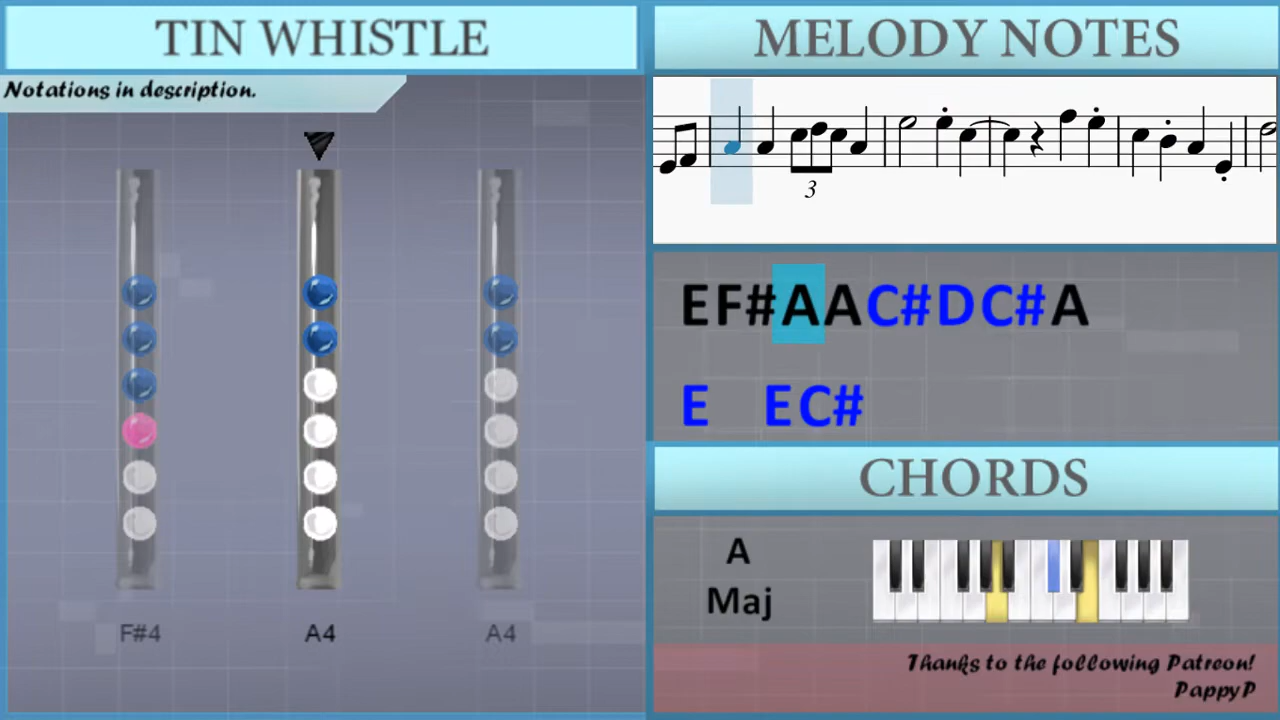 TIN WHISTLE
Notations in description.
F#4
A4
A4
MELODY NOTES
3
EF#AAC#DC#A
E EC#
CHORDS
A
Maj
Thanks to the following Patreon!
PappyP